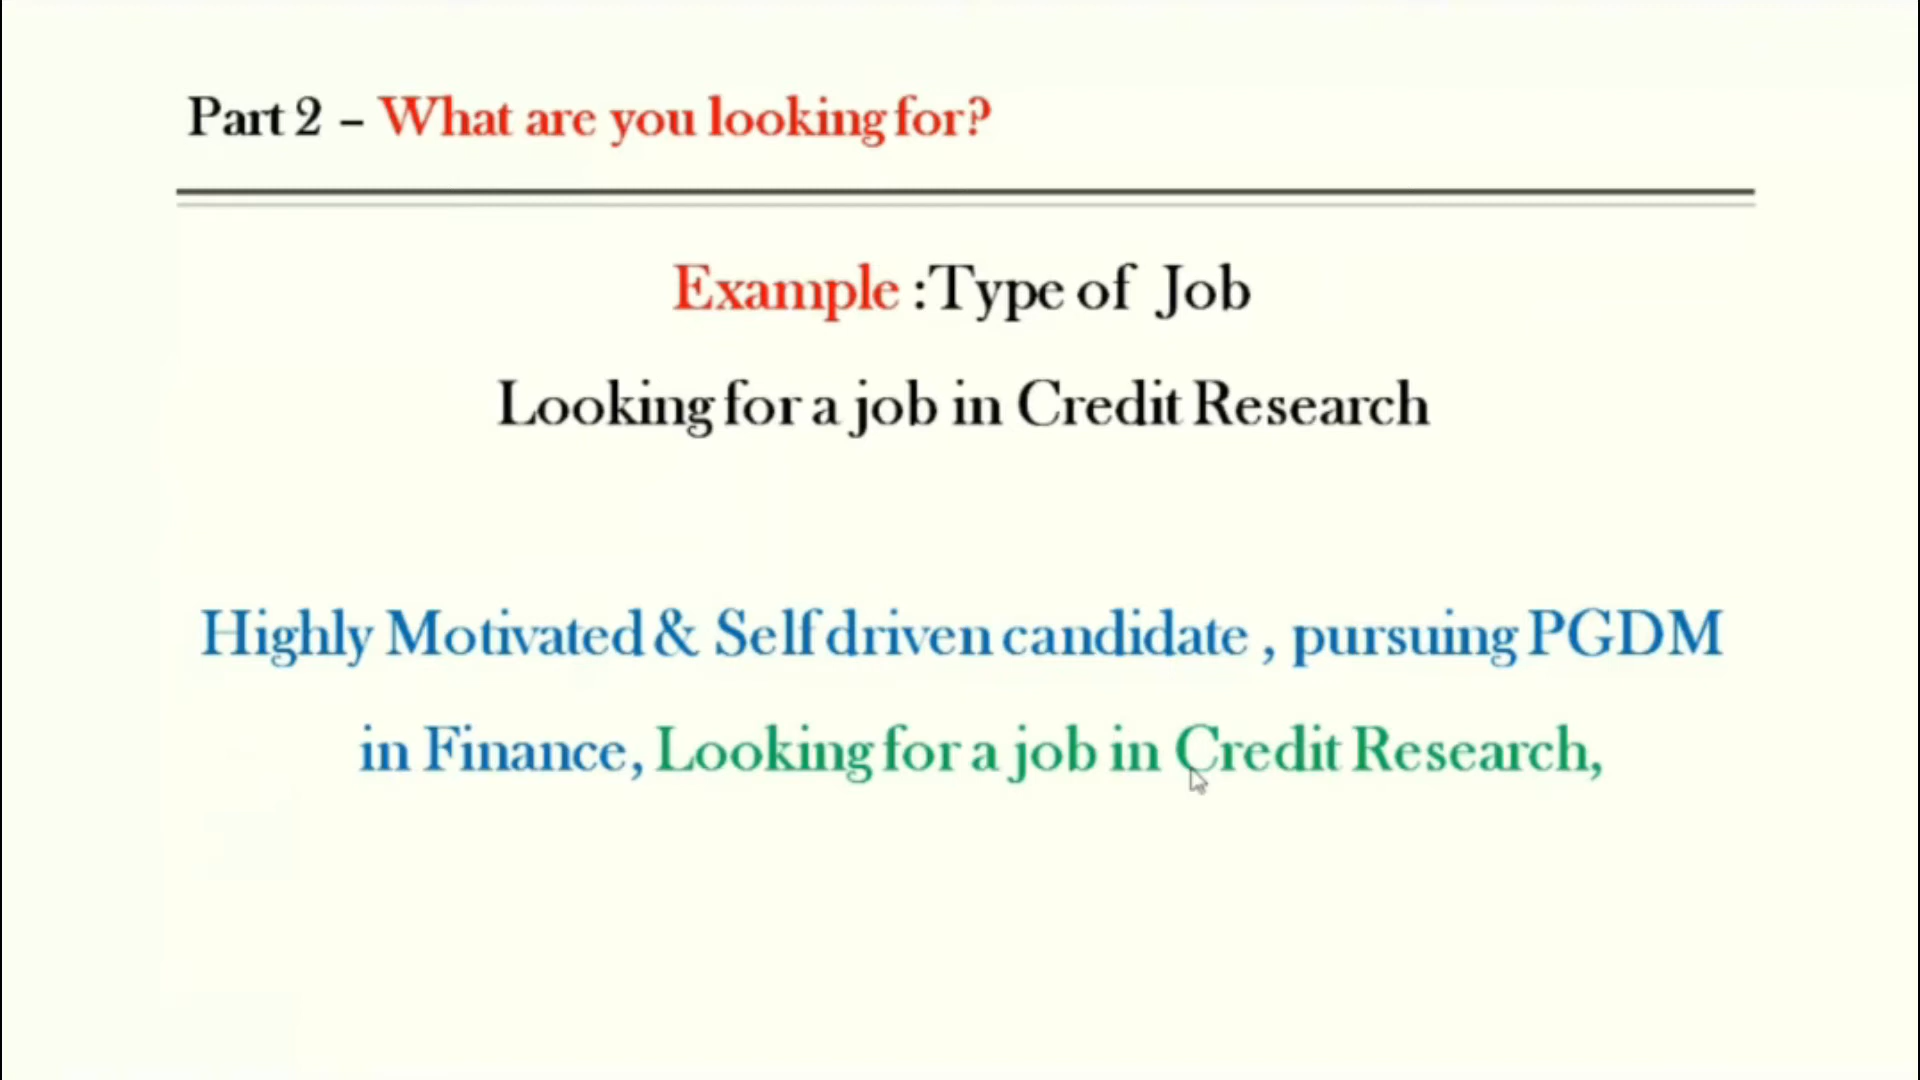 Part 2 – What are you looking for?
Example :Type of Job
Looking for a job in Credit Research
Highly Motivated & Self driven candidate , pursuing PGDM
in Finance, Looking for a job in Credit Research,